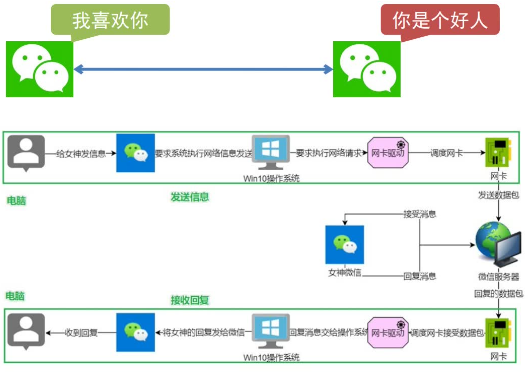 我喜欢你
你是个好人
给女神发信息
要求系统执行网络信息发送
要求执行网络请求
网卡驱动
调度网卡
Win10操作系统
网卡
电脑
发送信息
发送数据包
接受消息
女神微信
回复消息
微信服务器
电脑
接收回复
回复的数据包
收到回复
将女神的回复发给微信
回复消息交给操作系统
网卡驱动
调度网卡接受数据包
Win10操作系统
网卡